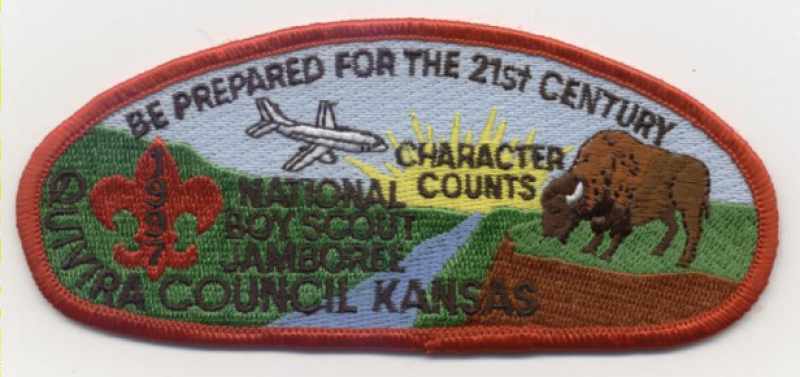 BE PREPARED FOR THE 21st CENTURY
CHARACTER
COUNTS
1997
NATIONAL
BOY SCOUT
JAMBOREE
QUIVIRA COUNCIL KANSAS